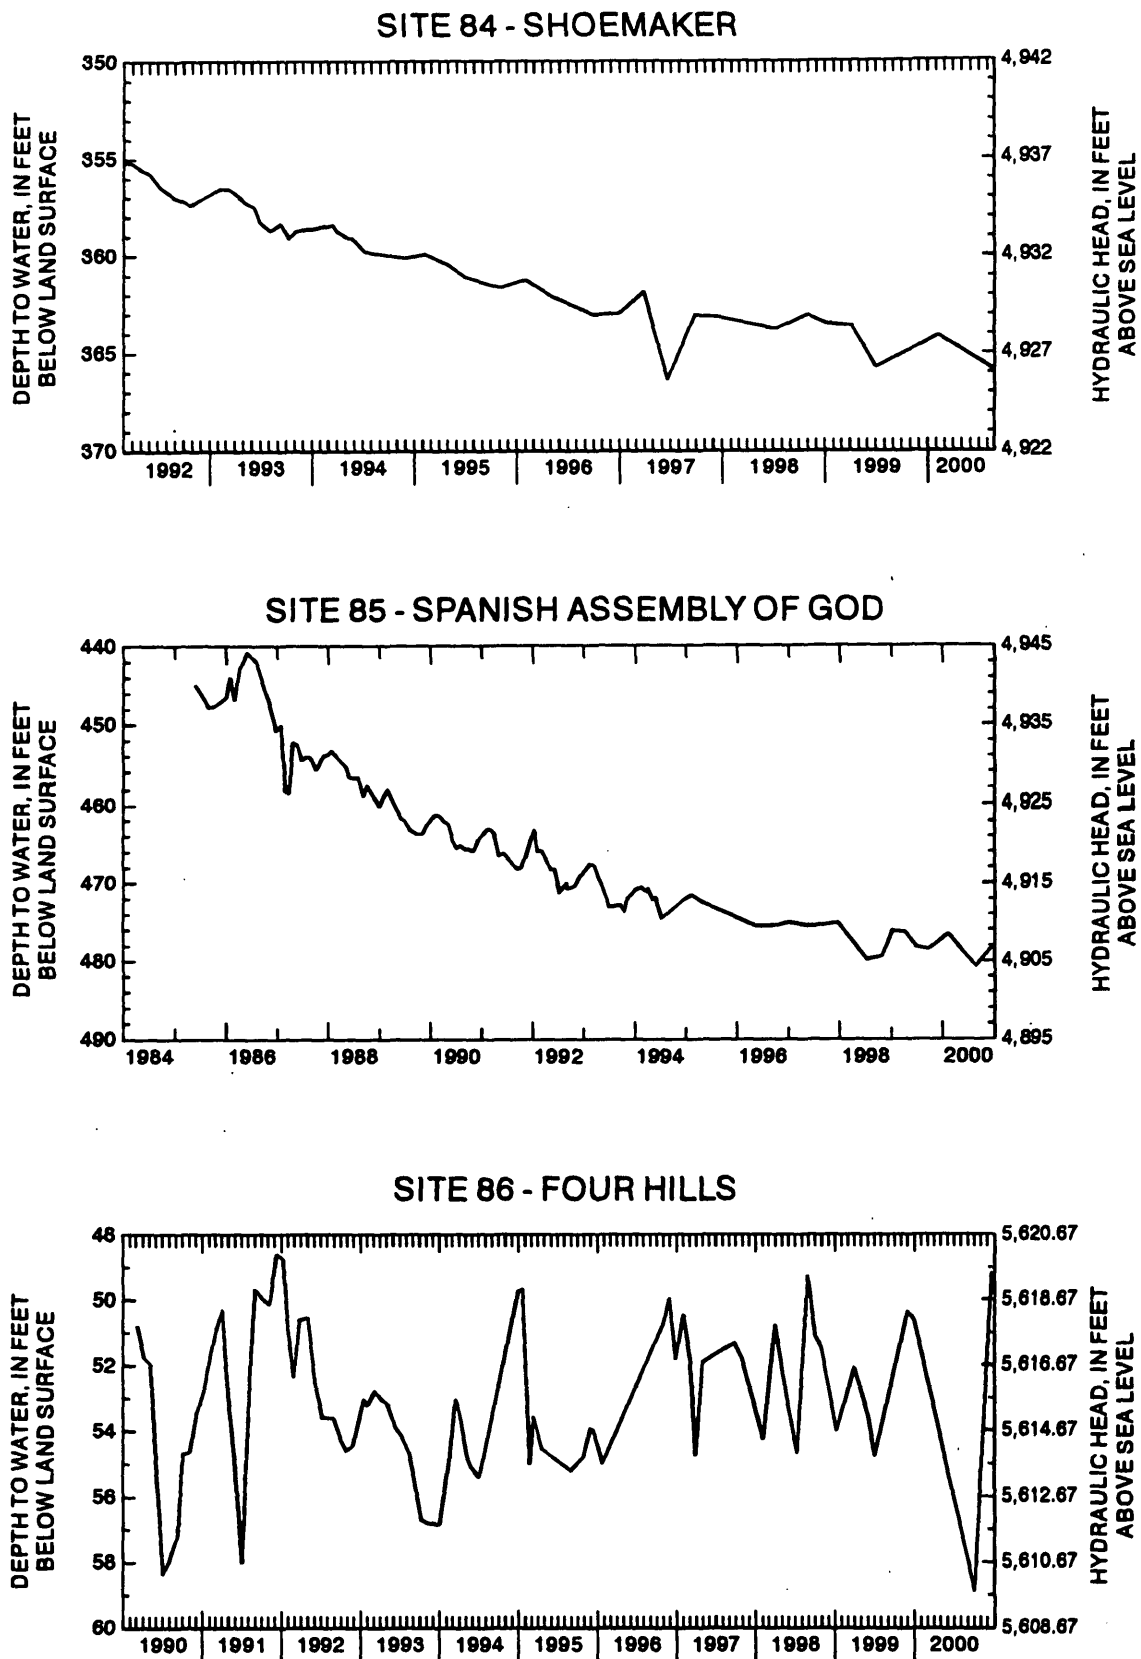 SITE 84 - SHOEMAKER
DEPTH TO WATER, IN FEET
BELOW LAND SURFACE
350
355
360
365
370
4,942
4,937
4,932
4,927
4,922
HYDRAULIC HEAD, IN FEET
ABOVE SEA LEVEL
1992 1993 1994 1995 1996 1997 1998 1999 2000
SITE 85 - SPANISH ASSEMBLY OF GOD
DEPTH TO WATER, IN FEET
BELOW LAND SURFACE
440
450
460
470
480
490
4,945
4,935
4,925
4,915
4,905
4,895
HYDRAULIC HEAD, IN FEET
ABOVE SEA LEVEL
1984 1986 1988 1990 1992 1994 1996 1998 2000
SITE 86 - FOUR HILLS
DEPTH TO WATER, IN FEET
BELOW LAND SURFACE
48
50
52
54
56
58
60
5,620.67
5,618.67
5,616.67
5,614.67
5,612.67
5,610.67
5,608.67
HYDRAULIC HEAD, IN FEET
ABOVE SEA LEVEL
1990 1991 1992 1993 1994 1995 1996 1997 1998 1999 2000